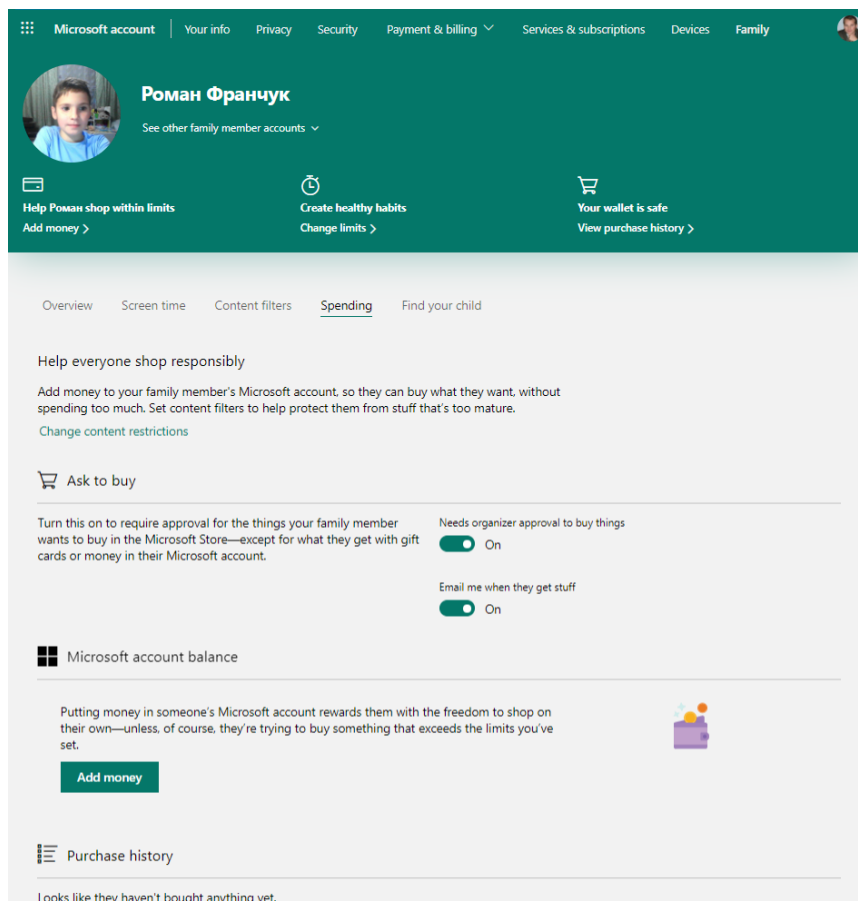 Microsoft account Your info Privacy Security Payment & billing Services & subscriptions Devices Family
Роман Франчук
See other family member accounts
Help Роман shop within limits Create healthy habits Your wallet is safe
Add money Change limits View purchase history
Overview Screen time Content filters Spending Find your child
Help everyone shop responsibly
Add money to your family member's Microsoft account, so they can buy what they want, without
spending too much. Set content filters to help protect them from stuff that's too mature.
Change content restrictions
Ask to buy
Turn this on to require approval for the things your family member
wants to buy in the Microsoft Store—except for what they get with gift
cards or money in their Microsoft account.
Needs organizer approval to buy things
On
Email me when they get stuff
On
Microsoft account balance
Putting money in someone's Microsoft account rewards them with the freedom to shop on
their own—unless, of course, they're trying to buy something that exceeds the limits you've
set.
Add money
Purchase history
Looks like they haven't bought anything yet.